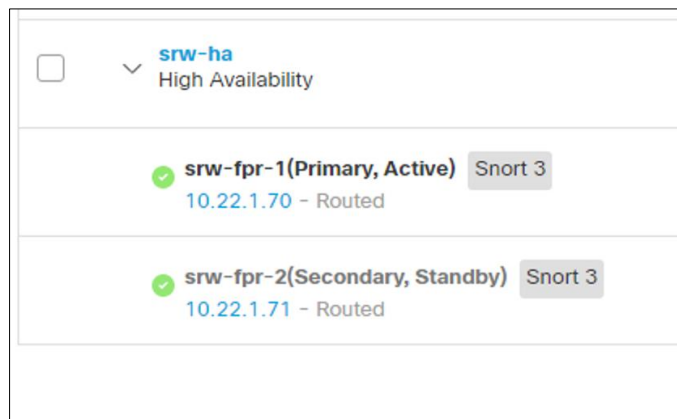 srw-ha
High Availability
srw-fpr-1(Primary, Active) Snort 3
10.22.1.70 - Routed
srw-fpr-2(Secondary, Standby) Snort 3
10.22.1.71 - Routed